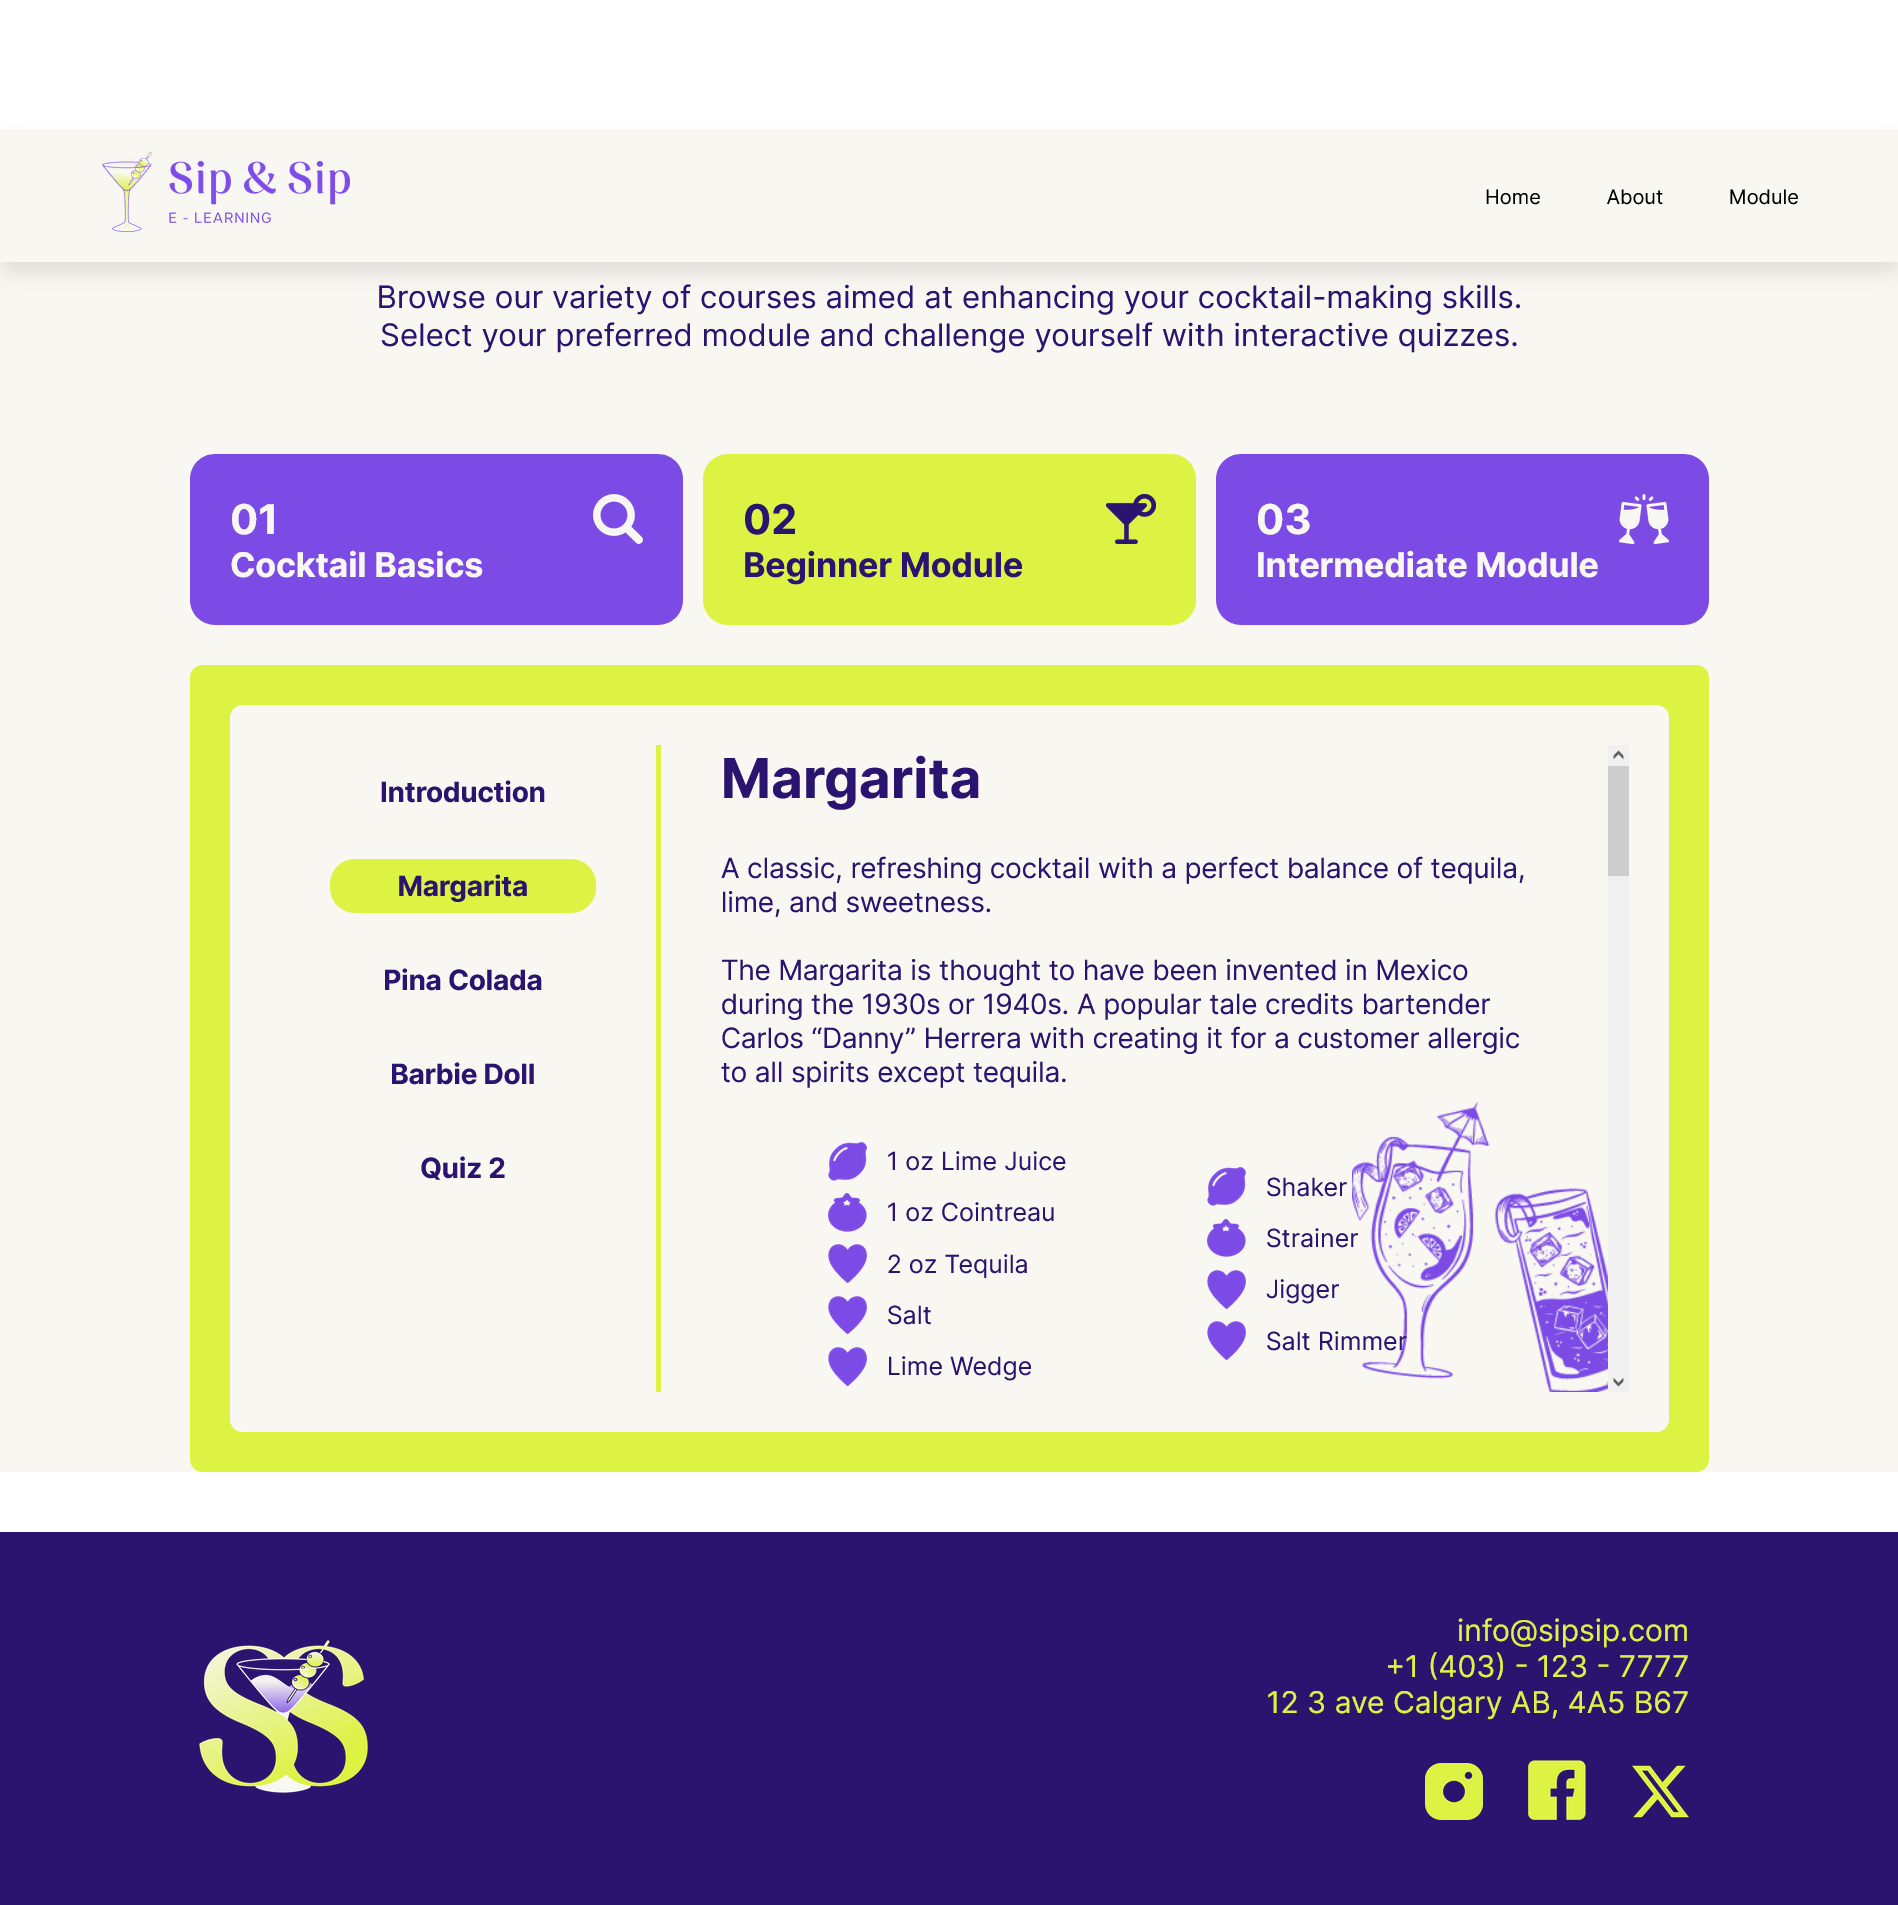 Sip & Sip
E - LEARNING
Home
About
Module
Browse our variety of courses aimed at enhancing your cocktail-making skills.
Select your preferred module and challenge yourself with interactive quizzes.
01
Cocktail Basics
02
Beginner Module
03
Intermediate Module
Introduction
Margarita
Pina Colada
Barbie Doll
Quiz 2
Margarita
A classic, refreshing cocktail with a perfect balance of tequila,
lime, and sweetness.
The Margarita is thought to have been invented in Mexico
during the 1930s or 1940s. A popular tale credits bartender
Carlos “Danny” Herrera with creating it for a customer allergic
to all spirits except tequila.
1 oz Lime Juice
1 oz Cointreau
2 oz Tequila
Salt
Lime Wedge
Shaker
Strainer
Jigger
Salt Rimmer
SS
info@sipsip.com
+1 (403) - 123 - 7777
12 3 ave Calgary AB, 4A5 B67